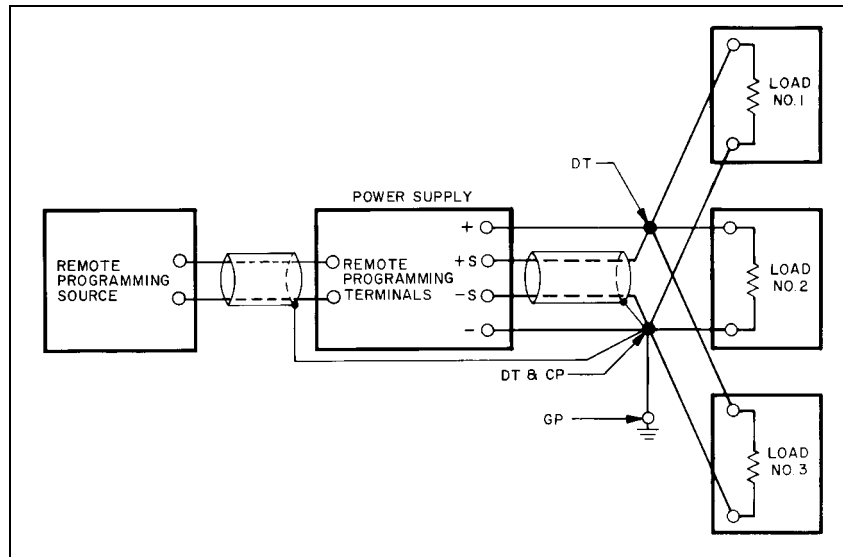 LOAD
NO. 1
DT
POWER SUPPLY
+
+S
-S
-
REMOTE
PROGRAMMING
SOURCE
REMOTE
PROGRAMMING
TERMINALS
LOAD
NO. 2
DT & CP
GP
LOAD
NO. 3